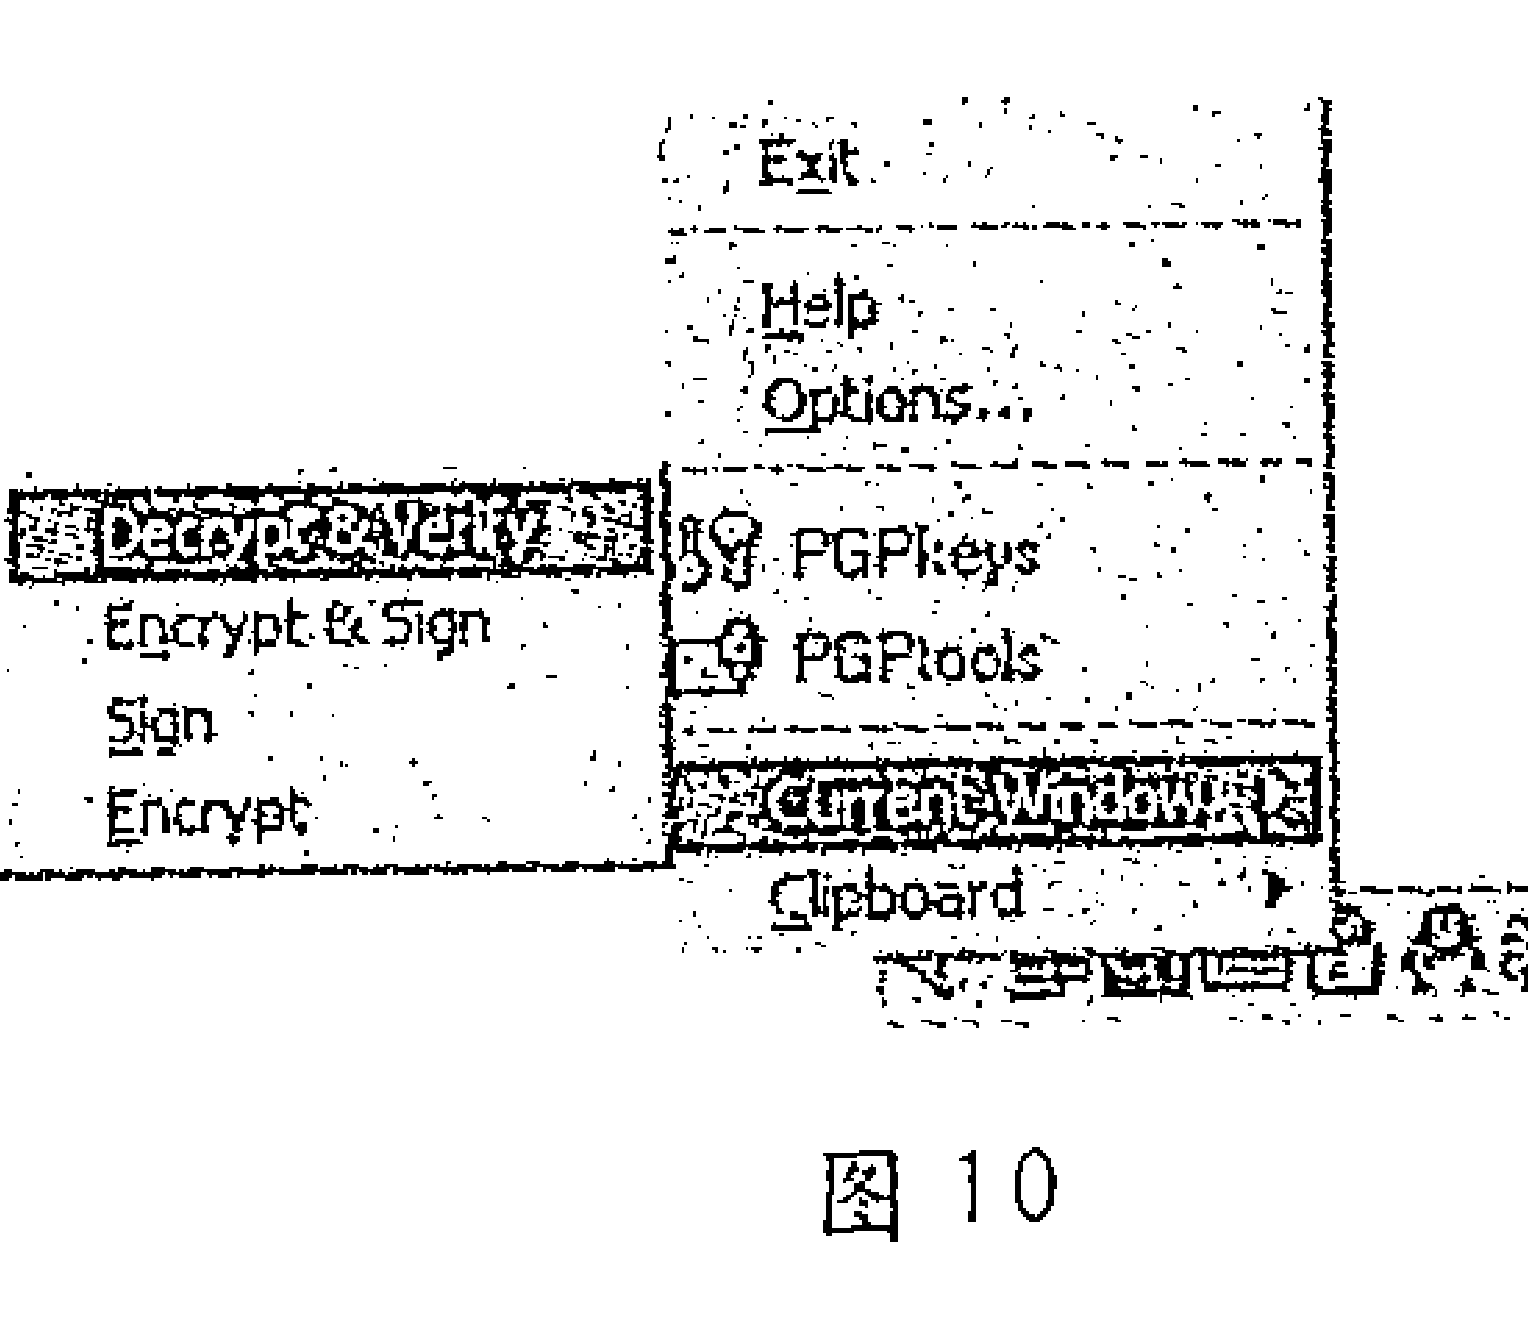 Exit
Help
Options...
PGPkeys
PGPtools
Current Window
Clipboard
Decrypt & Verify
Encrypt & Sign
Sign
Encrypt
图 10